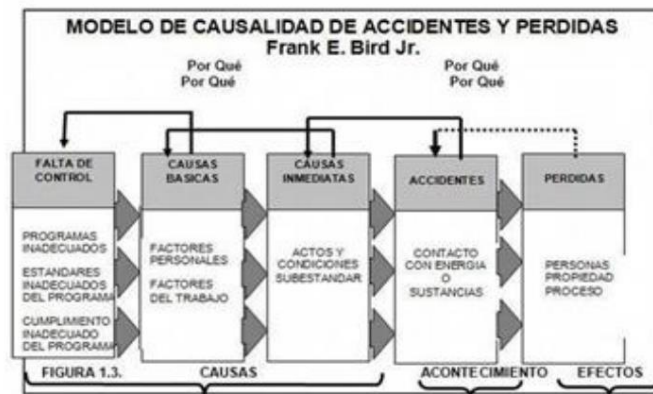 MODELO DE CAUSALIDAD DE ACCIDENTES Y PERDIDAS
Frank E. Bird Jr.
Por Qué
Por Qué
Por Qué
Por Qué
FALTA DE
CONTROL
PROGRAMAS
INADECUADOS
ESTANDARES
INADECUADOS
DEL PROGRAMA
CUMPLIMIENTO
INADECUADO
DEL PROGRAMA
CAUSAS
BASICAS
FACTORES
PERSONALES
FACTORES
DEL TRABAJO
CAUSAS
INMEDIATAS
ACTOS Y
CONDICIONES
SUBESTANDAR
ACCIDENTES
CONTACTO
CON ENERGIA
O
SUSTANCIAS
PERDIDAS
PERSONAS
PROPIEDAD
PROCESO
FIGURA 1.3.
CAUSAS
ACONTECIMIENTO
EFECTOS